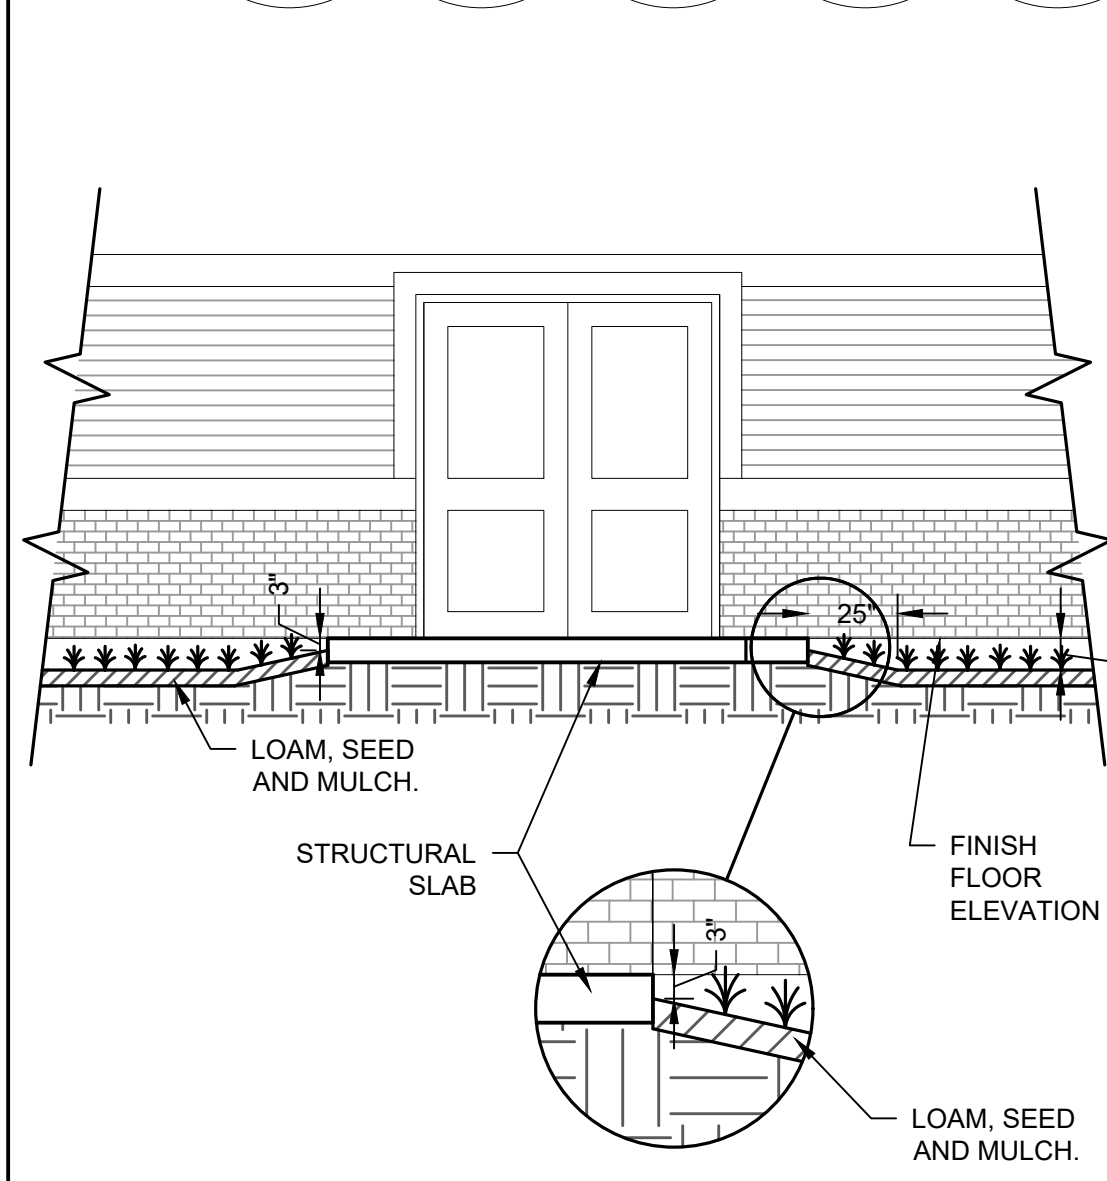 3"
25"
LOAM, SEED
AND MULCH.
STRUCTURAL
SLAB
FINISH
FLOOR
ELEVATION
3"
LOAM, SEED
AND MULCH.